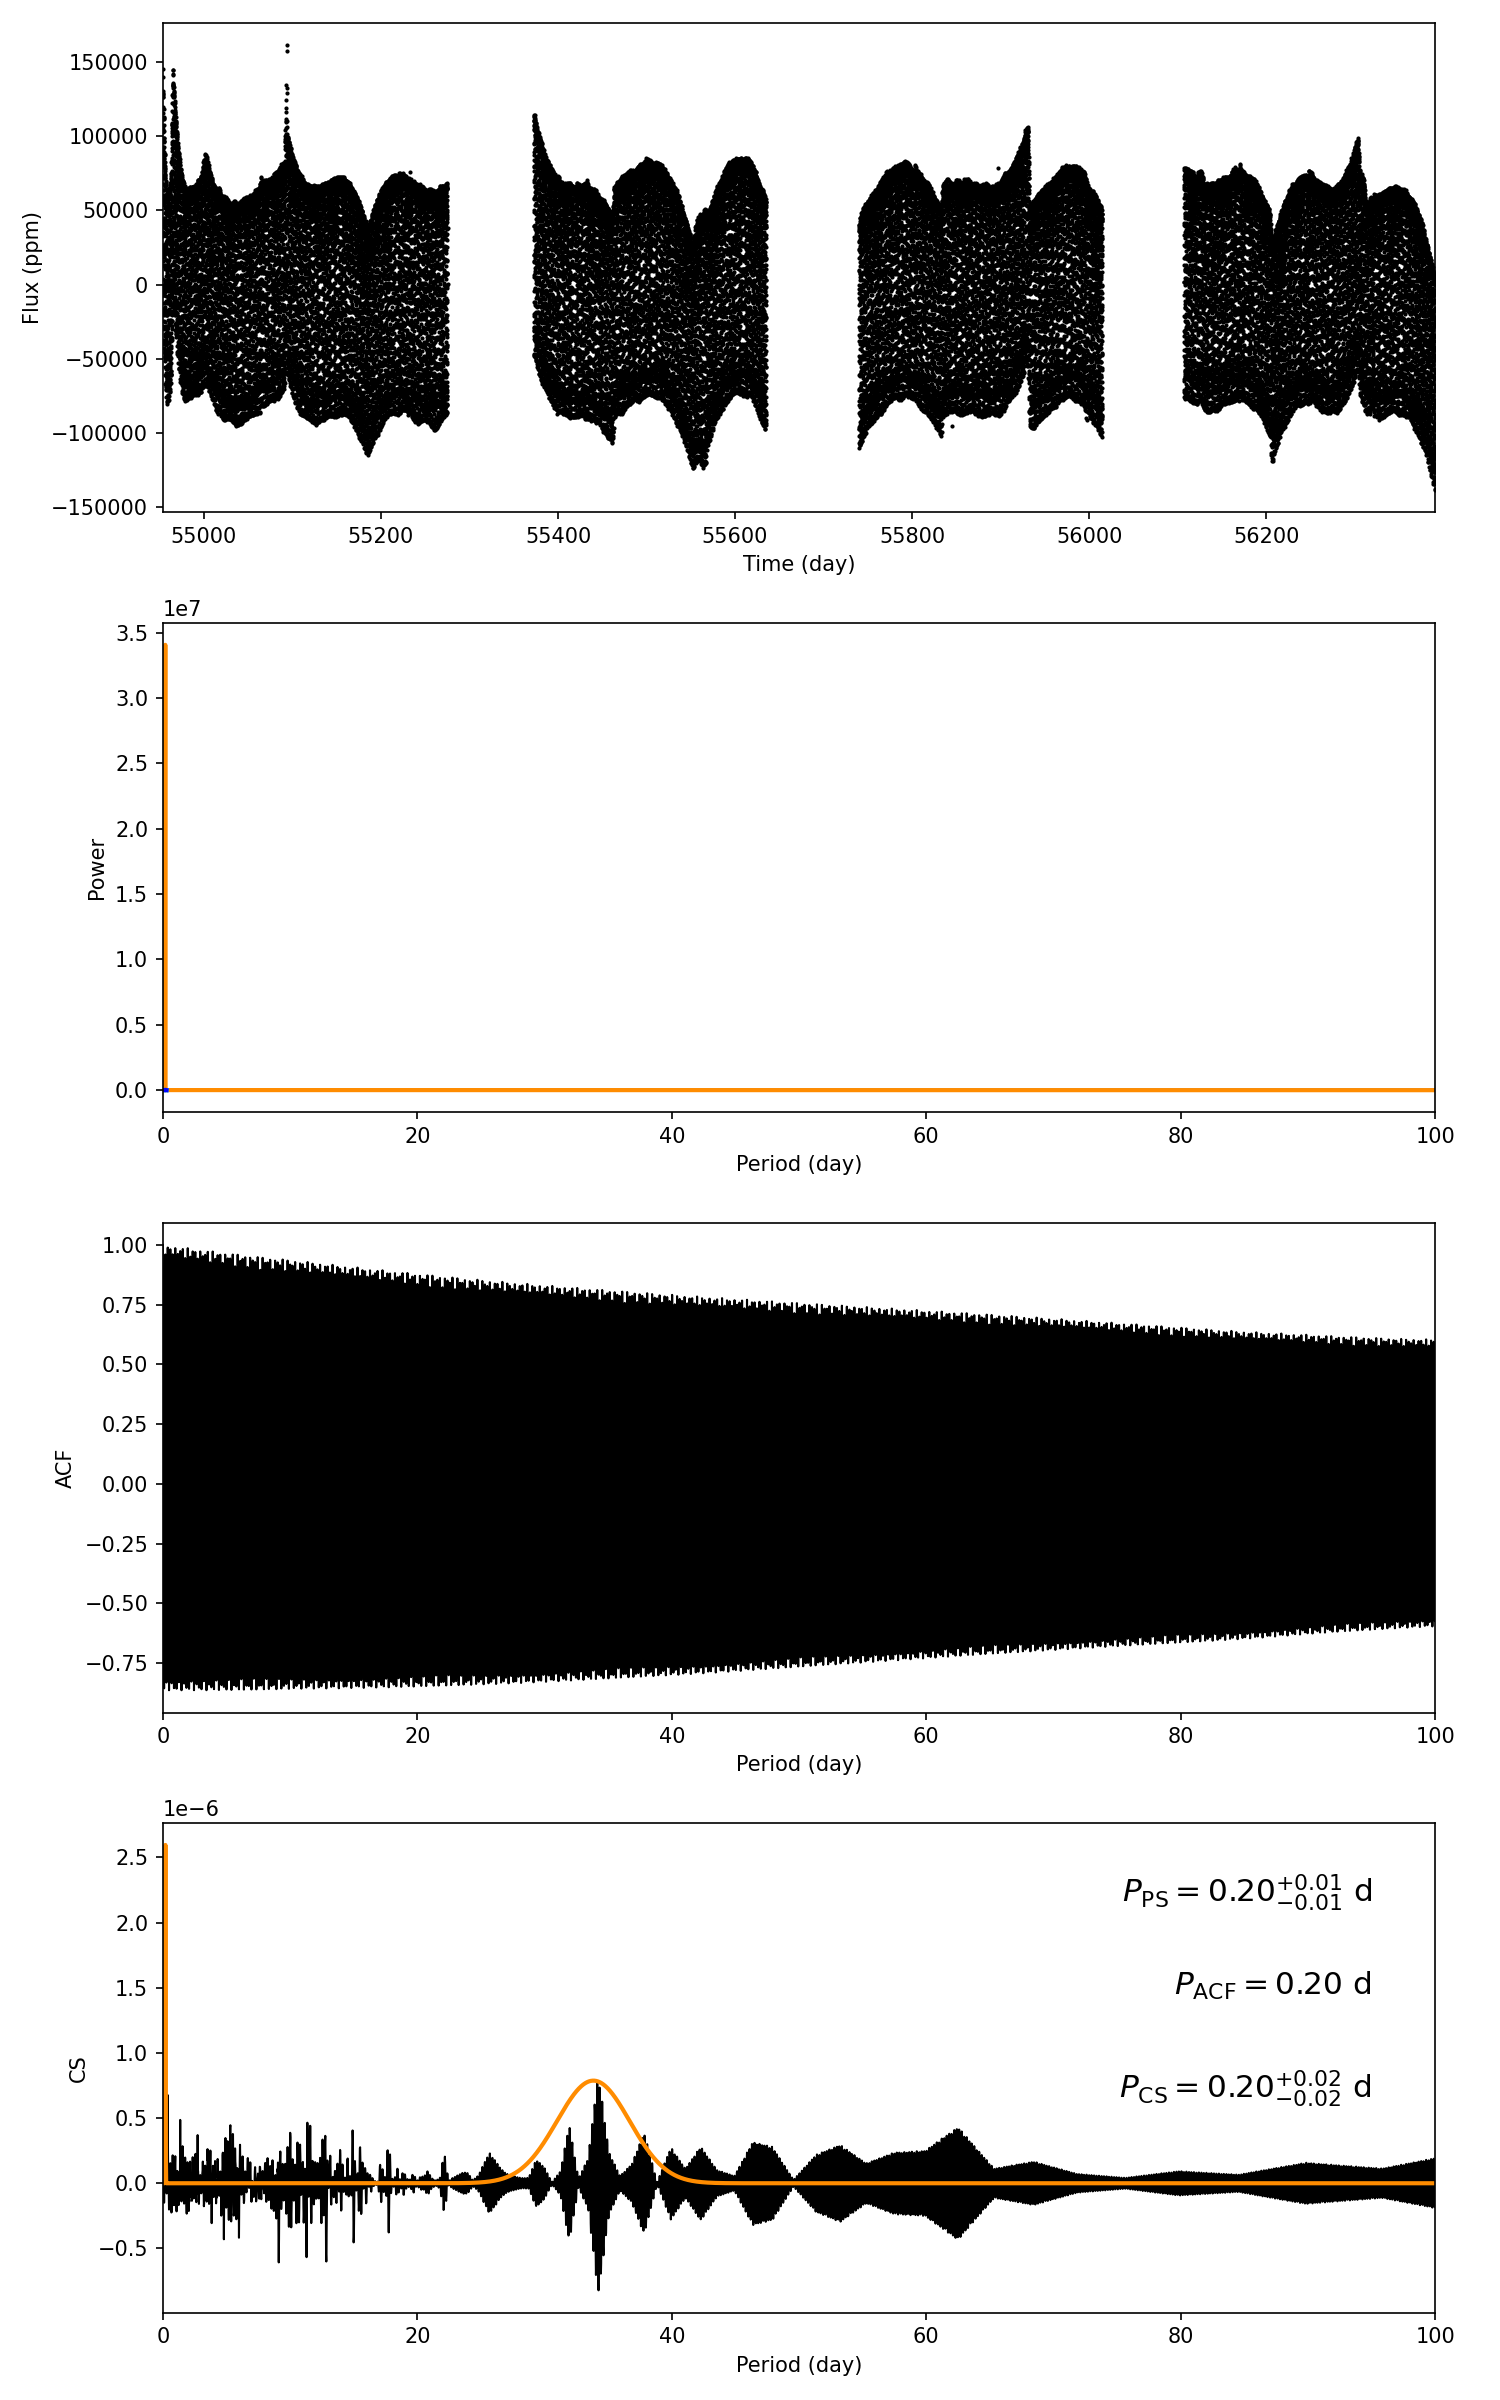 150000
100000
50000
0
−50000
−100000
−150000
Flux (ppm)
55000 55200 55400 55600 55800 56000 56200
Time (day)
1e7
3.5
3.0
2.5
2.0
1.5
1.0
0.5
0.0
Power
0 20 40 60 80 100
Period (day)
1.00
0.75
0.50
0.25
0.00
−0.25
−0.50
−0.75
ACF
0 20 40 60 80 100
Period (day)
1e−6
2.5
2.0
1.5
1.0
0.5
0.0
−0.5
CS
P_PS = 0.20^{+0.01}_{−0.01} d
P_ACF = 0.20 d
P_CS = 0.20^{+0.02}_{−0.02} d
0 20 40 60 80 100
Period (day)